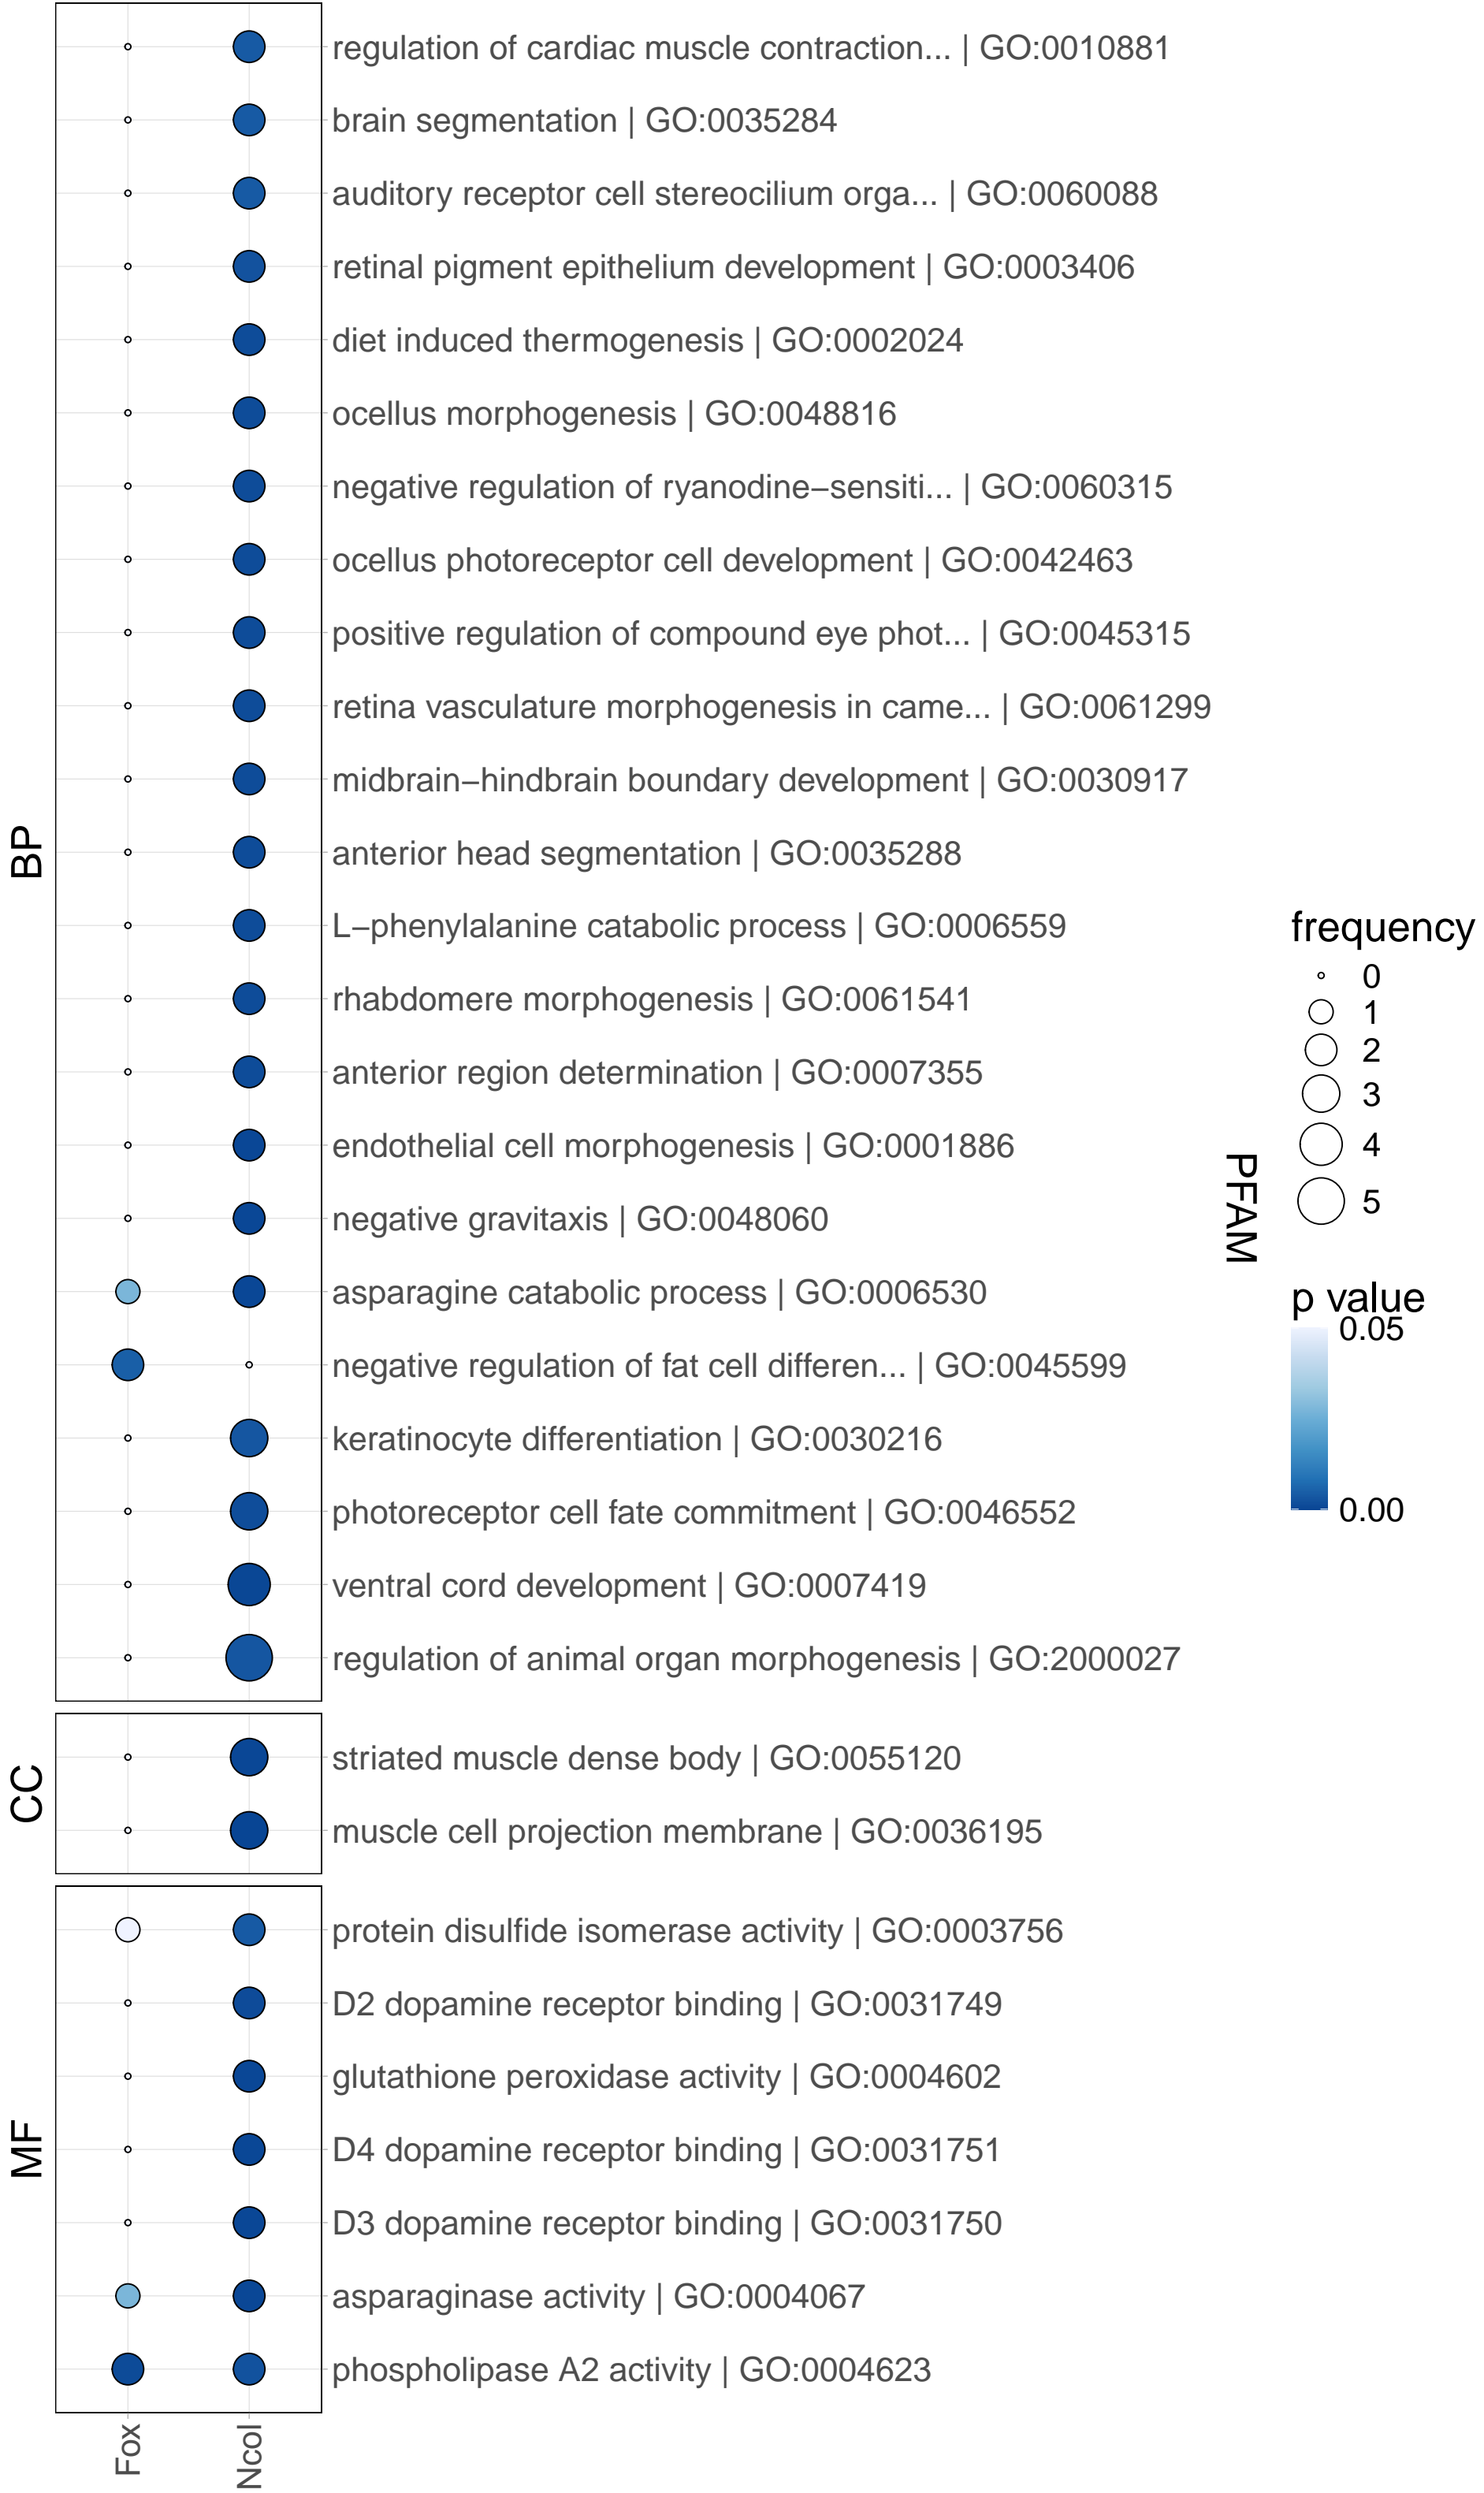 BP
regulation of cardiac muscle contraction... | GO:0010881
brain segmentation | GO:0035284
auditory receptor cell stereocilium orga... | GO:0060088
retinal pigment epithelium development | GO:0003406
diet induced thermogenesis | GO:0002024
ocellus morphogenesis | GO:0048816
negative regulation of ryanodine−sensiti... | GO:0060315
ocellus photoreceptor cell development | GO:0042463
positive regulation of compound eye phot... | GO:0045315
retina vasculature morphogenesis in came... | GO:0061299
midbrain−hindbrain boundary development | GO:0030917
anterior head segmentation | GO:0035288
L−phenylalanine catabolic process | GO:0006559
rhabdomere morphogenesis | GO:0061541
anterior region determination | GO:0007355
endothelial cell morphogenesis | GO:0001886
negative gravitaxis | GO:0048060
asparagine catabolic process | GO:0006530
negative regulation of fat cell differen... | GO:0045599
keratinocyte differentiation | GO:0030216
photoreceptor cell fate commitment | GO:0046552
ventral cord development | GO:0007419
regulation of animal organ morphogenesis | GO:2000027
CC
striated muscle dense body | GO:0055120
muscle cell projection membrane | GO:0036195
MF
protein disulfide isomerase activity | GO:0003756
D2 dopamine receptor binding | GO:0031749
glutathione peroxidase activity | GO:0004602
D4 dopamine receptor binding | GO:0031751
D3 dopamine receptor binding | GO:0031750
asparaginase activity | GO:0004067
phospholipase A2 activity | GO:0004623
Fox
Ncol
PFAM
frequency
0
1
2
3
4
5
p value
0.05
0.00